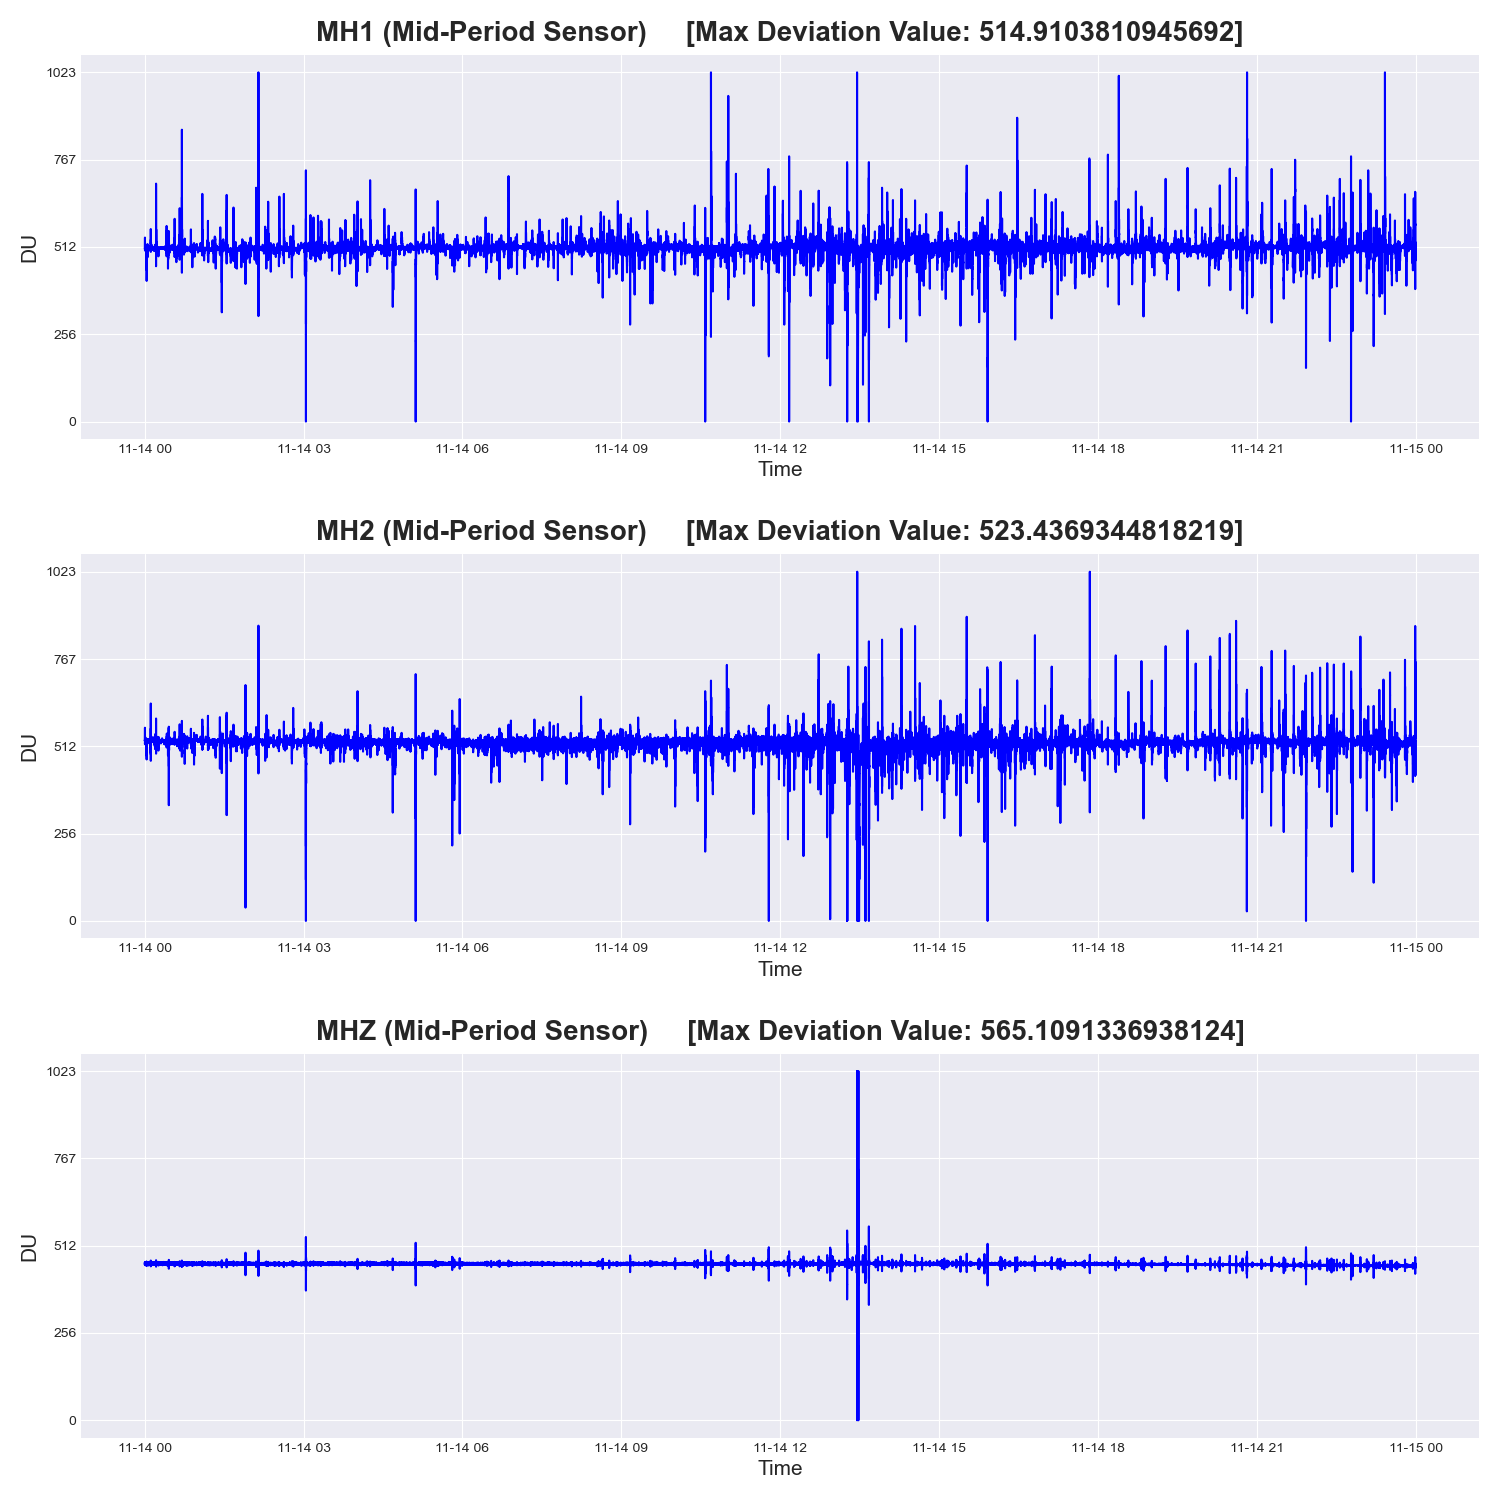 MH1 (Mid-Period Sensor) [Max Deviation Value: 514.9103810945692]
1023
767
512
256
0
DU
11-14 00 11-14 03 11-14 06 11-14 09 11-14 12 11-14 15 11-14 18 11-14 21 11-15 00
Time
MH2 (Mid-Period Sensor) [Max Deviation Value: 523.4369344818219]
1023
767
512
256
0
DU
11-14 00 11-14 03 11-14 06 11-14 09 11-14 12 11-14 15 11-14 18 11-14 21 11-15 00
Time
MHZ (Mid-Period Sensor) [Max Deviation Value: 565.1091336938124]
1023
767
512
256
0
DU
11-14 00 11-14 03 11-14 06 11-14 09 11-14 12 11-14 15 11-14 18 11-14 21 11-15 00
Time